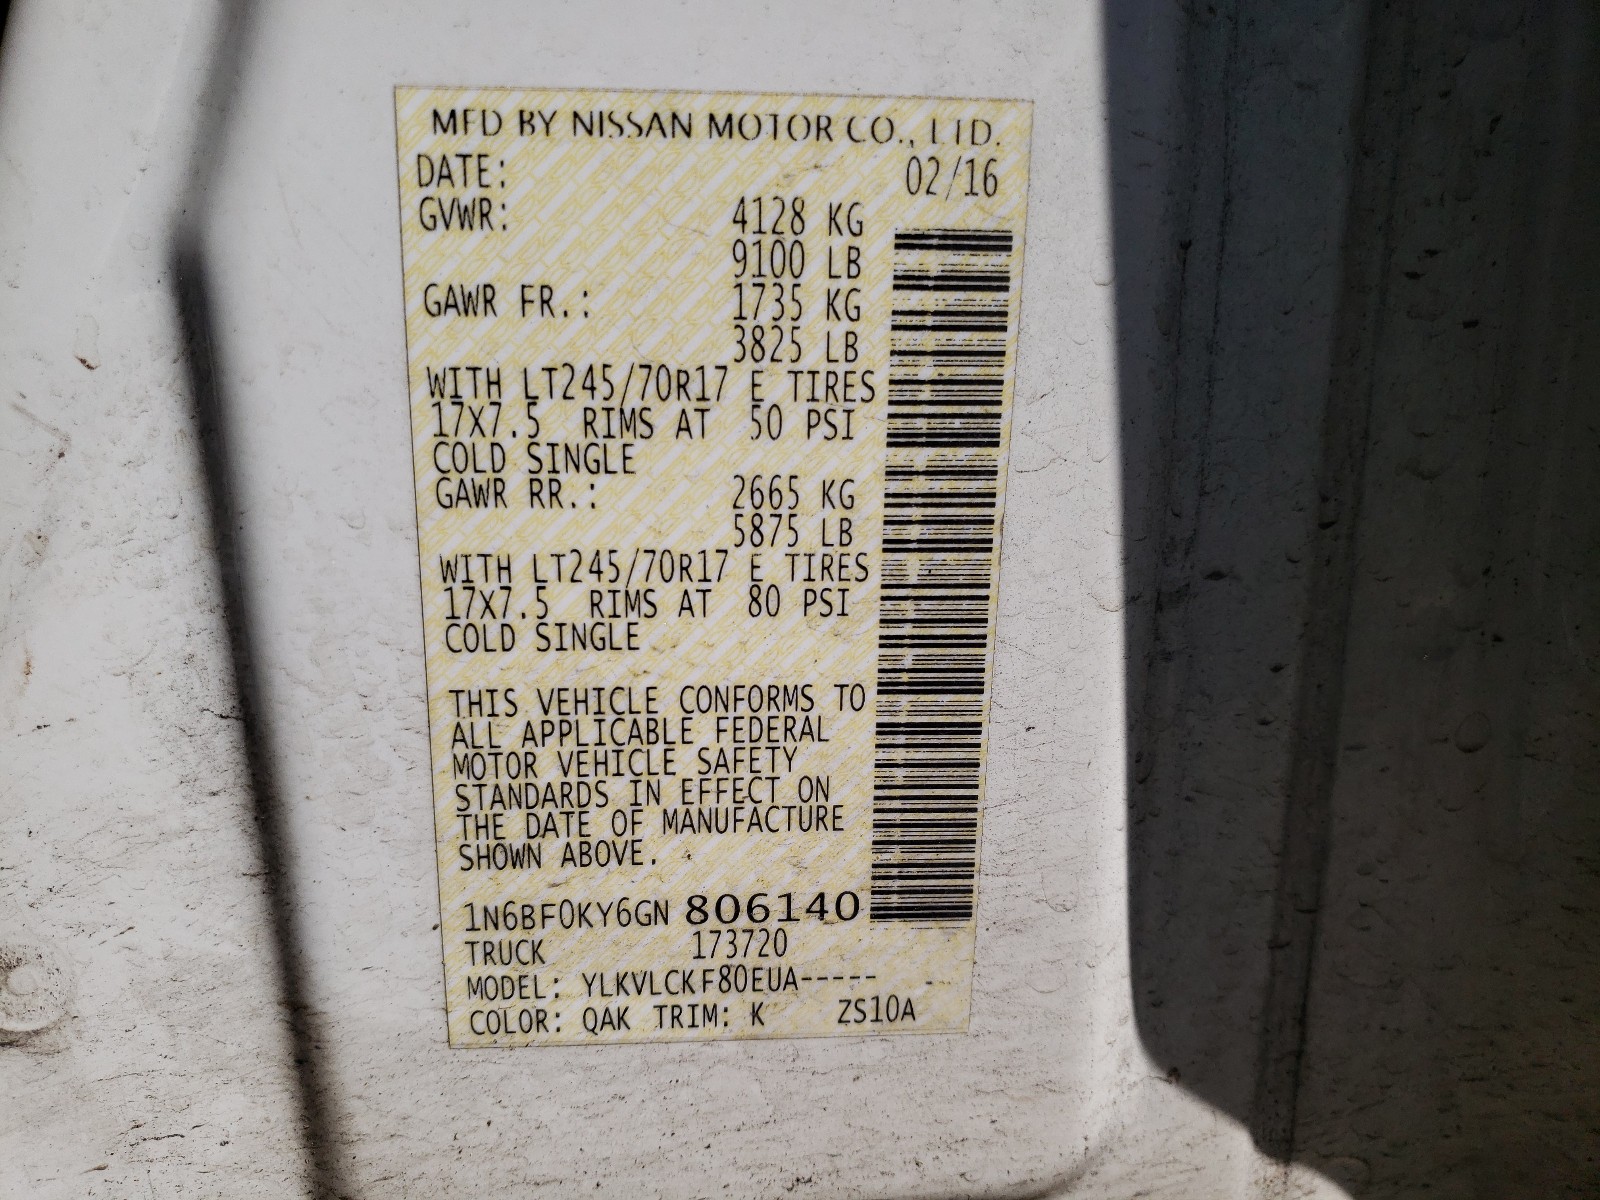 MFD BY NISSAN MOTOR CO., LTD.
DATE: 02/16
GVWR: 4128 KG
9100 LB
GAWR FR.: 1735 KG
3825 LB
WITH LT245/70R17 E TIRES
17X7.5 RIMS AT 50 PSI
COLD SINGLE
GAWR RR.: 2665 KG
5875 LB
WITH LT245/70R17 E TIRES
17X7.5 RIMS AT 80 PSI
COLD SINGLE
THIS VEHICLE CONFORMS TO
ALL APPLICABLE FEDERAL
MOTOR VEHICLE SAFETY
STANDARDS IN EFFECT ON
THE DATE OF MANUFACTURE
SHOWN ABOVE.
1N6BF0KY6GN 806140
TRUCK 173720
MODEL: YLKVLCKF80EUA----- -
COLOR: QAK TRIM: K ZS10A